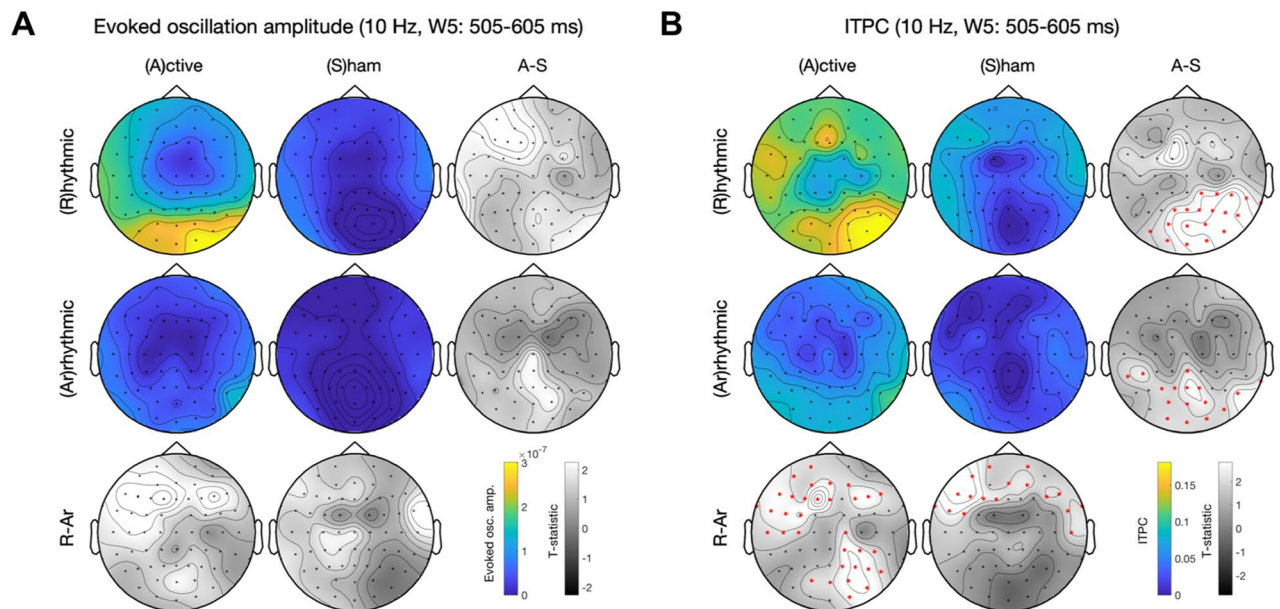 A
Evoked oscillation amplitude (10 Hz, W5: 505-605 ms)
(A)ctive
(S)ham
A-S
(R)hythmic
(Ar)rhythmic
R-Ar
Evoked osc. amp.
×10⁻⁷
3
2
1
0
T-statistic
2
1
0
-1
-2
B
ITPC (10 Hz, W5: 505-605 ms)
(A)ctive
(S)ham
A-S
(R)hythmic
(Ar)rhythmic
R-Ar
ITPC
0.15
0.1
0.05
0
T-statistic
2
1
0
-1
-2